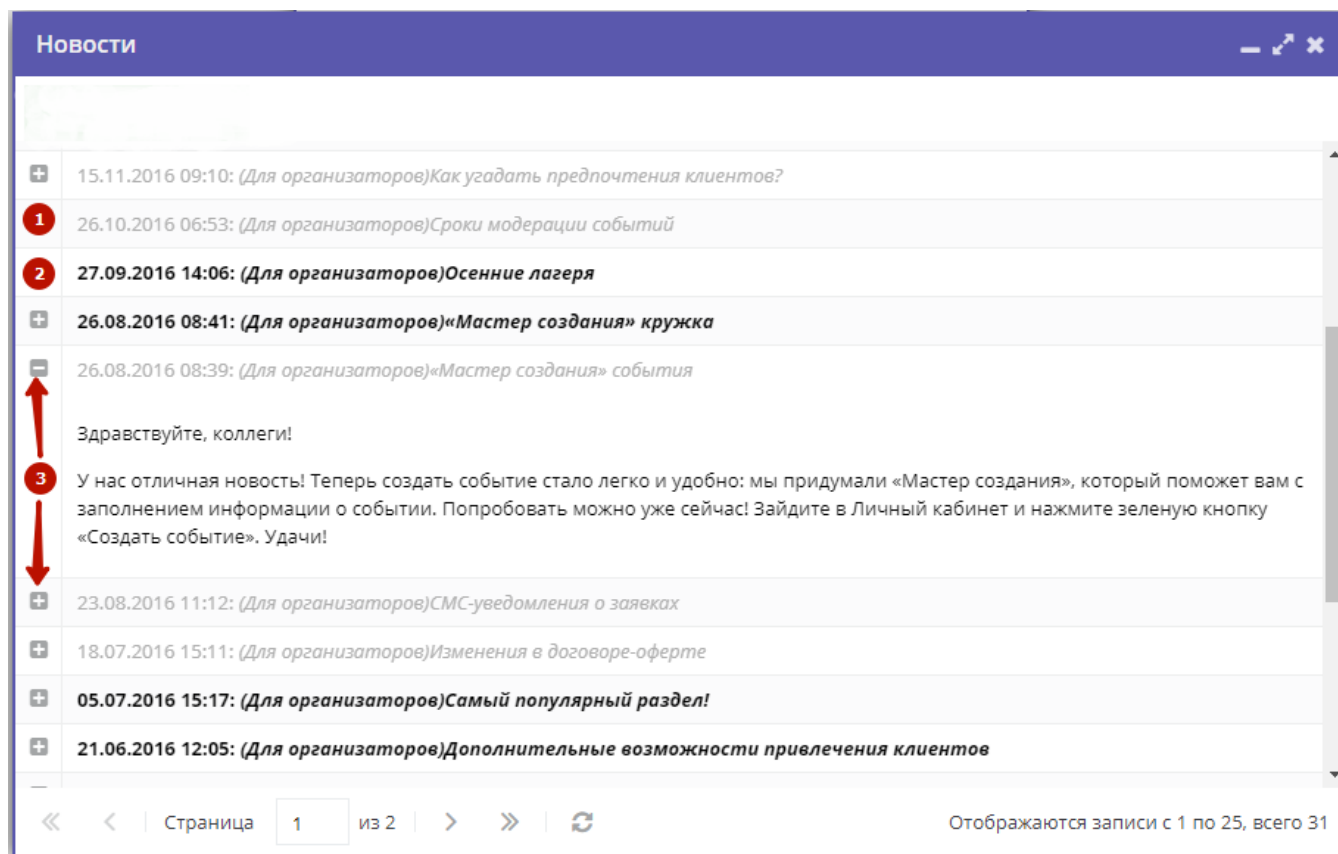 Новости
15.11.2016 09:10: (Для организаторов)Как угадать предпочтения клиентов?
1
26.10.2016 06:53: (Для организаторов)Сроки модерации событий
2
27.09.2016 14:06: (Для организаторов)Осенние лагеря
26.08.2016 08:41: (Для организаторов)«Мастер создания» кружка
26.08.2016 08:39: (Для организаторов)«Мастер создания» события
Здравствуйте, коллеги!
3
У нас отличная новость! Теперь создать событие стало легко и удобно: мы придумали «Мастер создания», который поможет вам с
заполнением информации о событии. Попробовать можно уже сейчас! Зайдите в Личный кабинет и нажмите зеленую кнопку
«Создать событие». Удачи!
23.08.2016 11:12: (Для организаторов)СМС-уведомления о заявках
18.07.2016 15:11: (Для организаторов)Изменения в договоре-оферте
05.07.2016 15:17: (Для организаторов)Самый популярный раздел!
21.06.2016 12:05: (Для организаторов)Дополнительные возможности привлечения клиентов
Страница 1 из 2
Отображаются записи с 1 по 25, всего 31